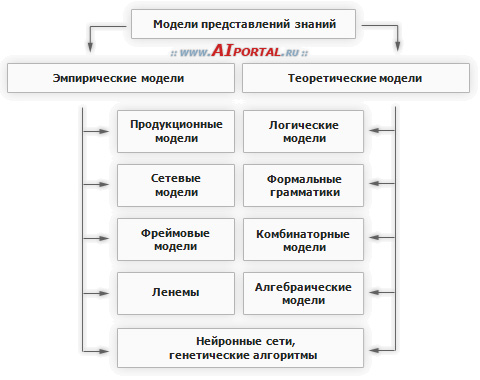 Модели представлений знаний
:: www.AIPORTAL.RU ::
Эмпирические модели
Теоретические модели
Продукционные
модели
Логические
модели
Сетевые
модели
Формальные
грамматики
Фреймовые
модели
Комбинаторные
модели
Ленемы
Алгебраические
модели
Нейронные сети,
генетические алгоритмы